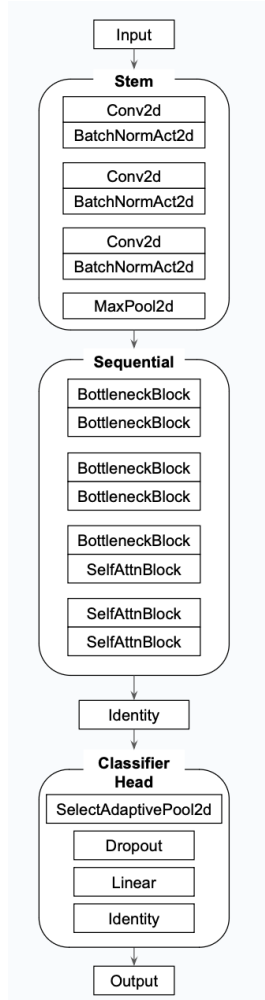 Input
Stem
Conv2d
BatchNormAct2d
Conv2d
BatchNormAct2d
Conv2d
BatchNormAct2d
MaxPool2d
Sequential
BottleneckBlock
BottleneckBlock
BottleneckBlock
BottleneckBlock
BottleneckBlock
SelfAttnBlock
SelfAttnBlock
SelfAttnBlock
Identity
Classifier
Head
SelectAdaptivePool2d
Dropout
Linear
Identity
Output